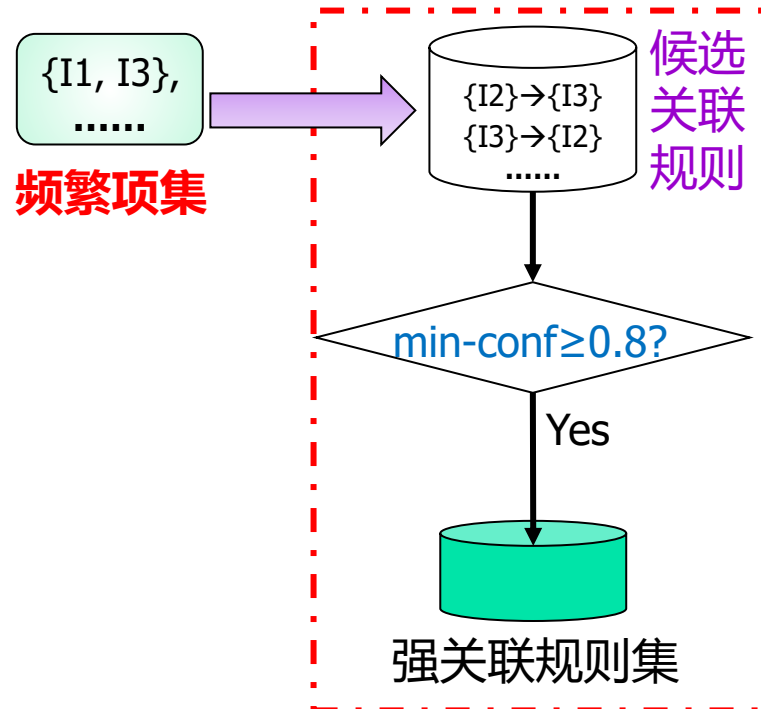 {I1, I3},
……
频繁项集
{I2}→{I3}
{I3}→{I2}
……
候选
关联
规则
min-conf≥0.8?
Yes
强关联规则集